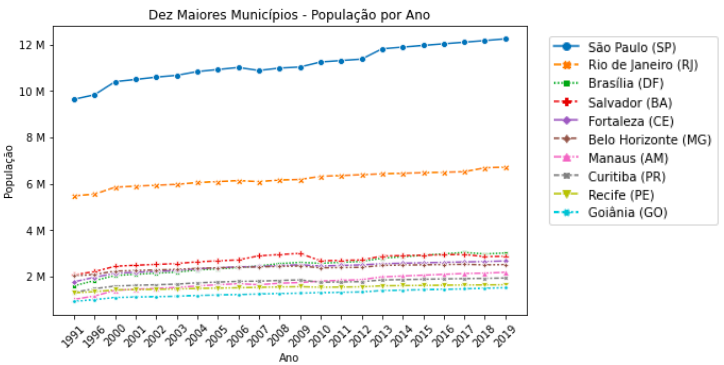 Dez Maiores Municípios - População por Ano
12 M
10 M
8 M
6 M
4 M
2 M
População
1991 1996 2000 2001 2002 2003 2004 2005 2006 2007 2008 2009 2010 2011 2012 2013 2014 2015 2016 2017 2018 2019
Ano
São Paulo (SP)
Rio de Janeiro (RJ)
Brasília (DF)
Salvador (BA)
Fortaleza (CE)
Belo Horizonte (MG)
Manaus (AM)
Curitiba (PR)
Recife (PE)
Goiânia (GO)